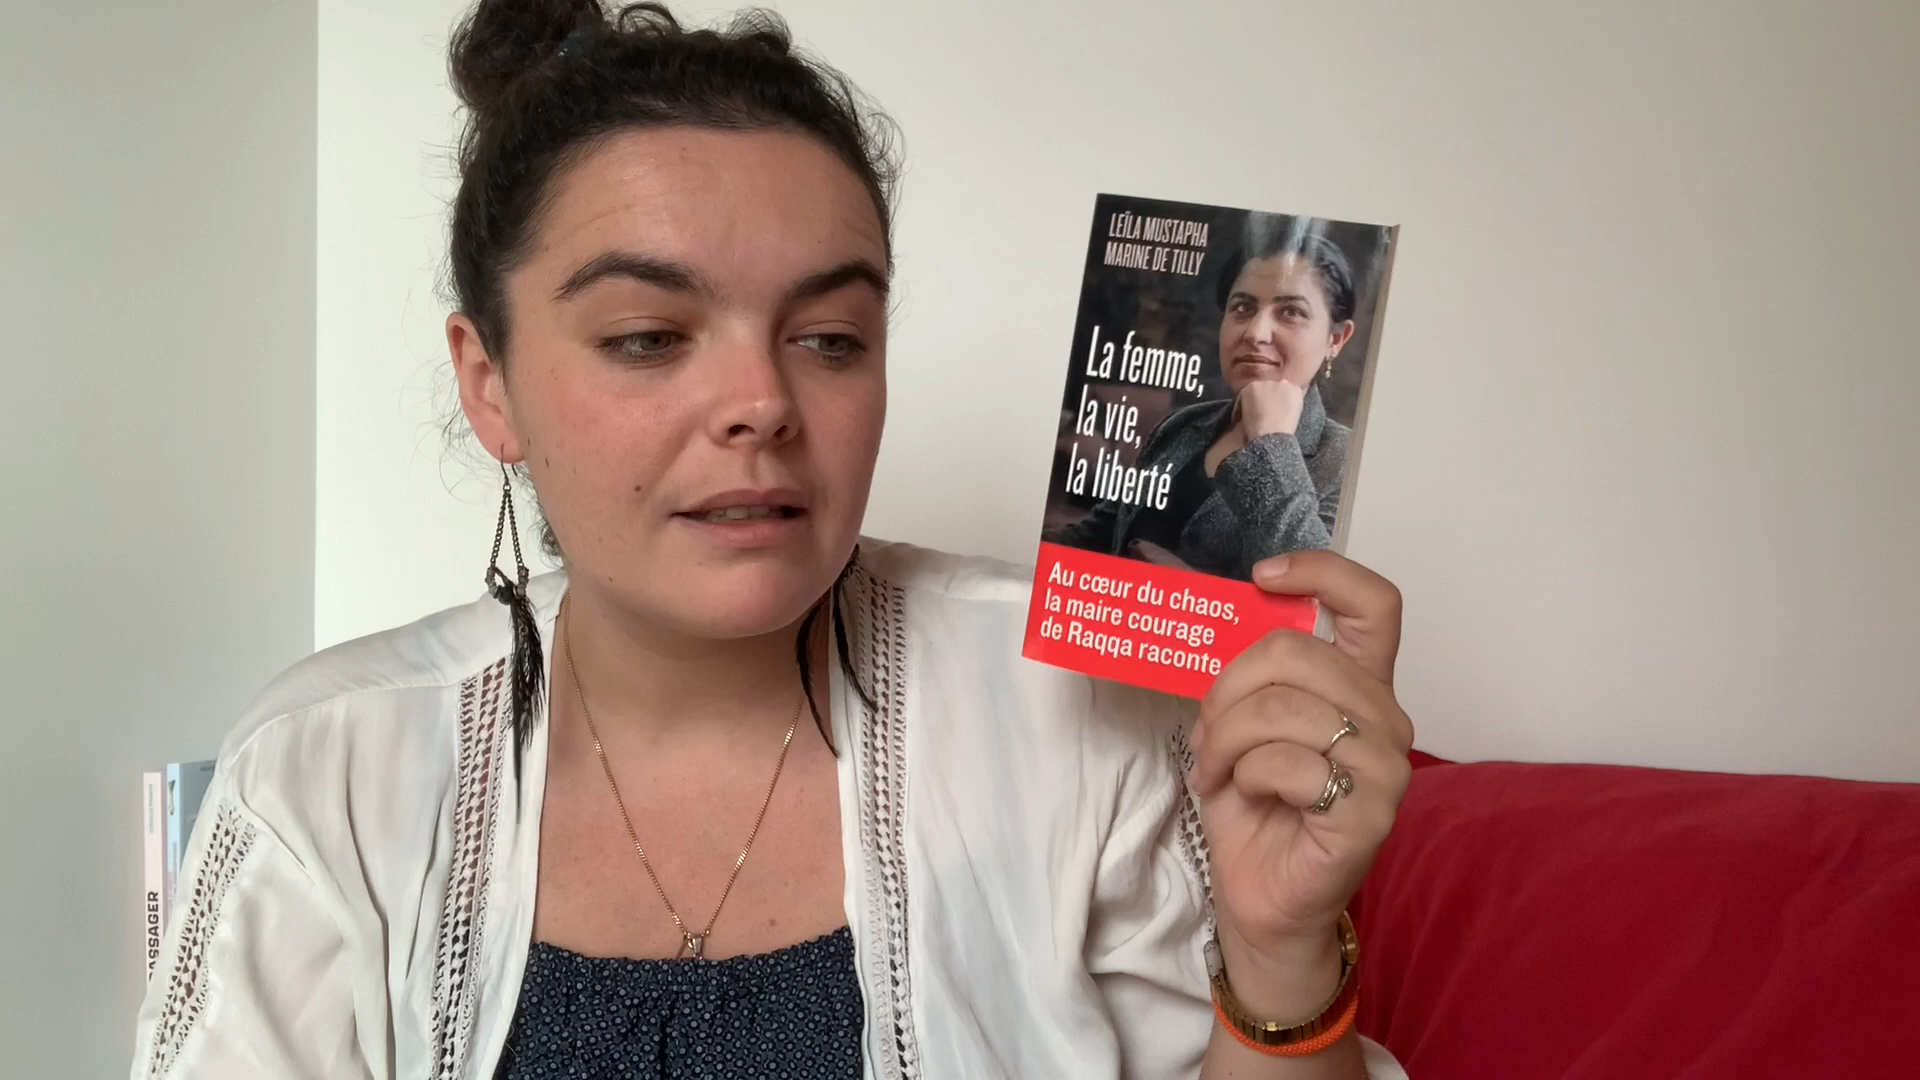 LEÏLA MUSTAPHA
MARINE DE TILLY
La femme,
la vie,
la liberté
Au cœur du chaos,
la maire courage
de Raqqa raconte
ASSAGER